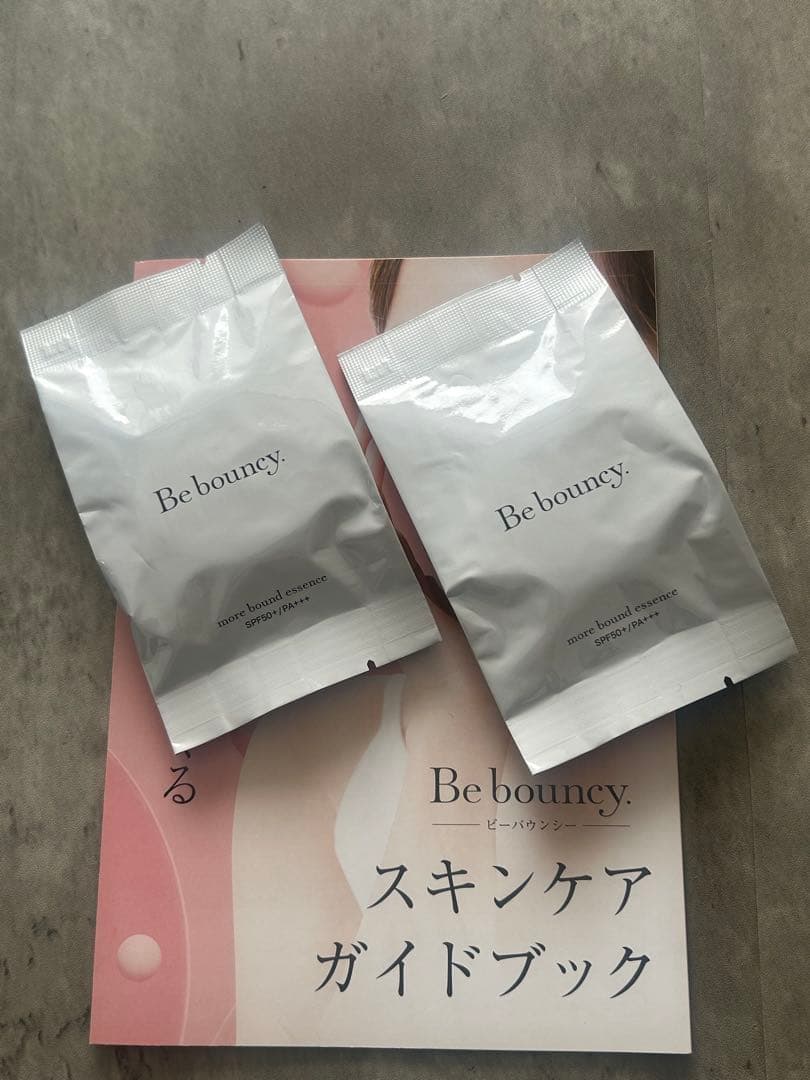 Be bouncy.
more bound essence
SPF50+/PA+++
Be bouncy.
more bound essence
SPF50+/PA+++
る
Be bouncy.
ビーバウンシー
スキンケア
ガイドブック